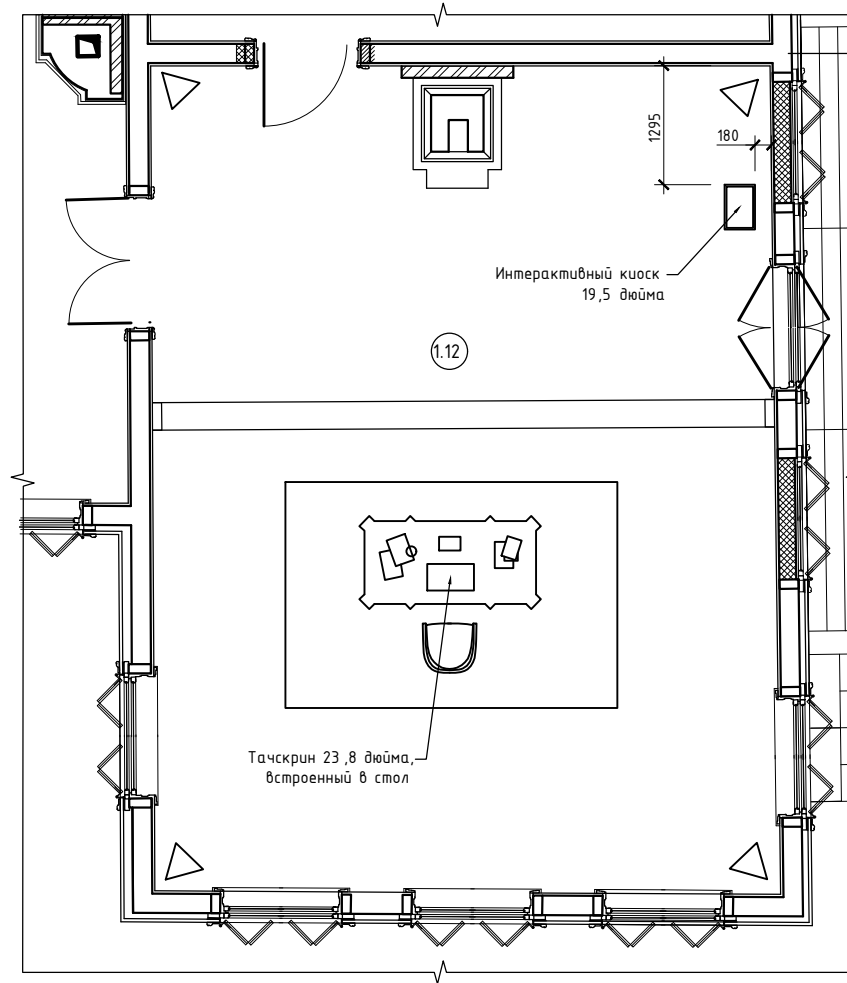 1295
180
Интерактивный киоск
19,5 дюйма
1.12
Тачскрин 23,8 дюйма,
встроенный в стол